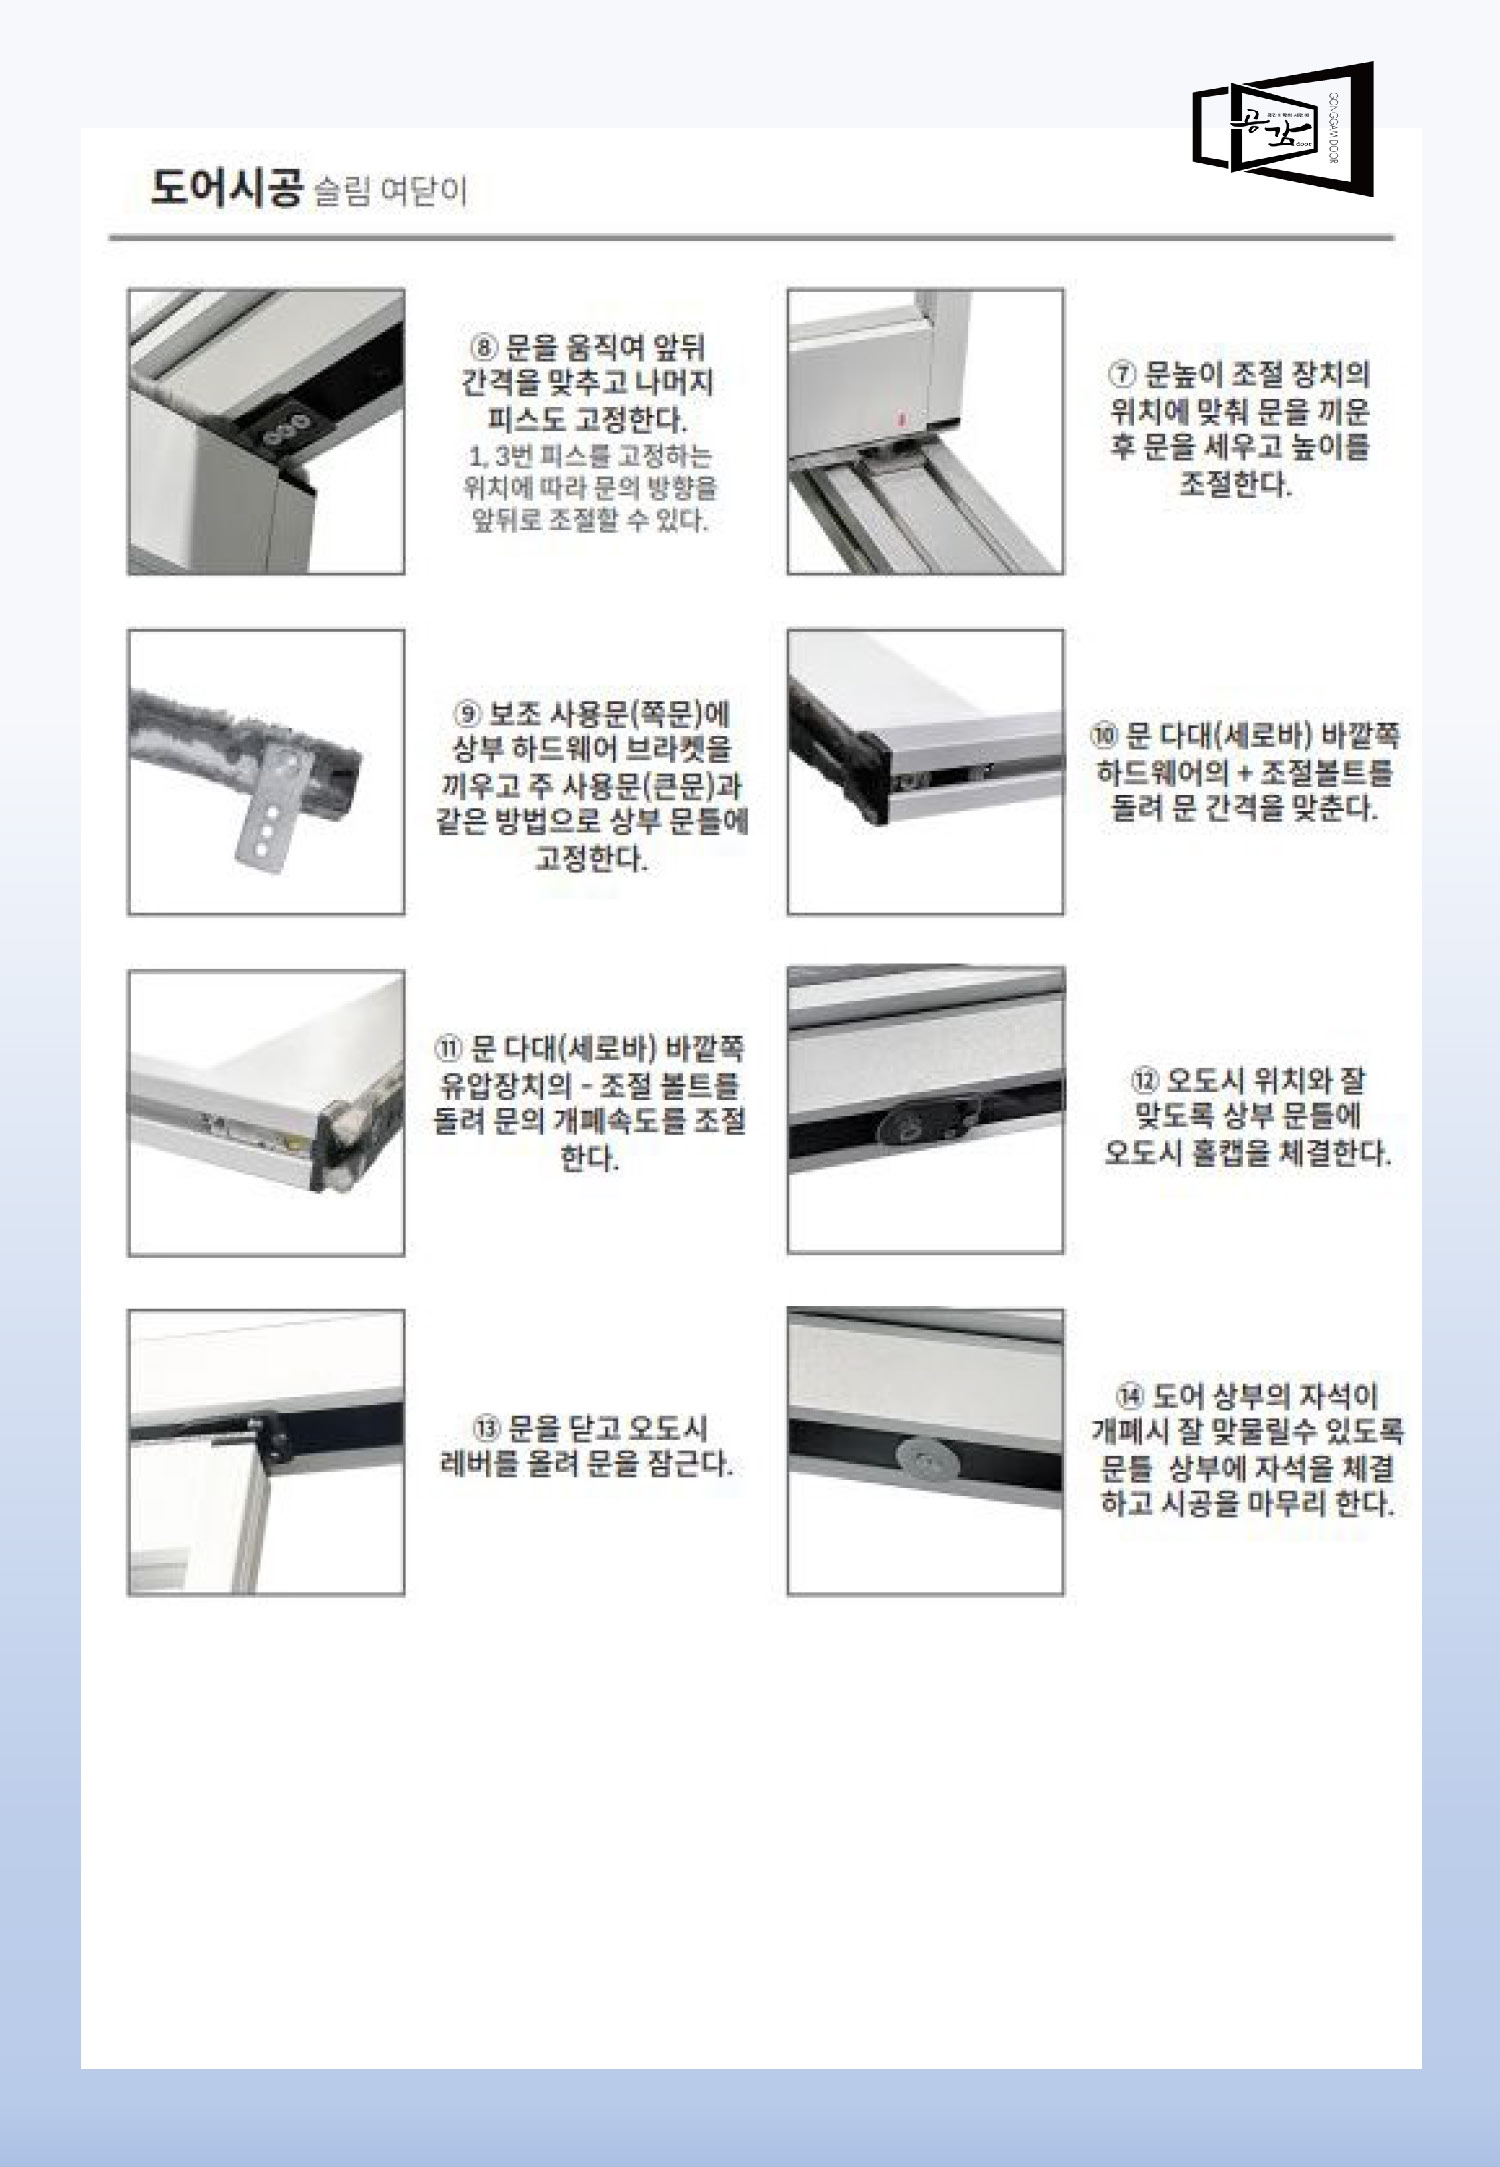 공감
door
GONGGAM DOOR
도어시공 슬림 여닫이
⑧ 문을 움직여 앞뒤
간격을 맞추고 나머지
피스도 고정한다.
1, 3번 피스를 고정하는
위치에 따라 문의 방향을
앞뒤로 조절할 수 있다.
⑦ 문높이 조절 장치의
위치에 맞춰 문을 끼운
후 문을 세우고 높이를
조절한다.
⑨ 보조 사용문(쪽문)에
상부 하드웨어 브라켓을
끼우고 주 사용문(큰문)과
같은 방법으로 상부 문틀에
고정한다.
⑩ 문 다대(세로바) 바깥쪽
하드웨어의 + 조절볼트를
돌려 문 간격을 맞춘다.
⑪ 문 다대(세로바) 바깥쪽
유압장치의 - 조절 볼트를
돌려 문의 개폐속도를 조절
한다.
⑫ 오도시 위치와 잘
맞도록 상부 문틀에
오도시 홀캡을 체결한다.
⑬ 문을 닫고 오도시
레버를 올려 문을 잠근다.
⑭ 도어 상부의 자석이
개폐시 잘 맞물릴수 있도록
문틀 상부에 자석을 체결
하고 시공을 마무리 한다.